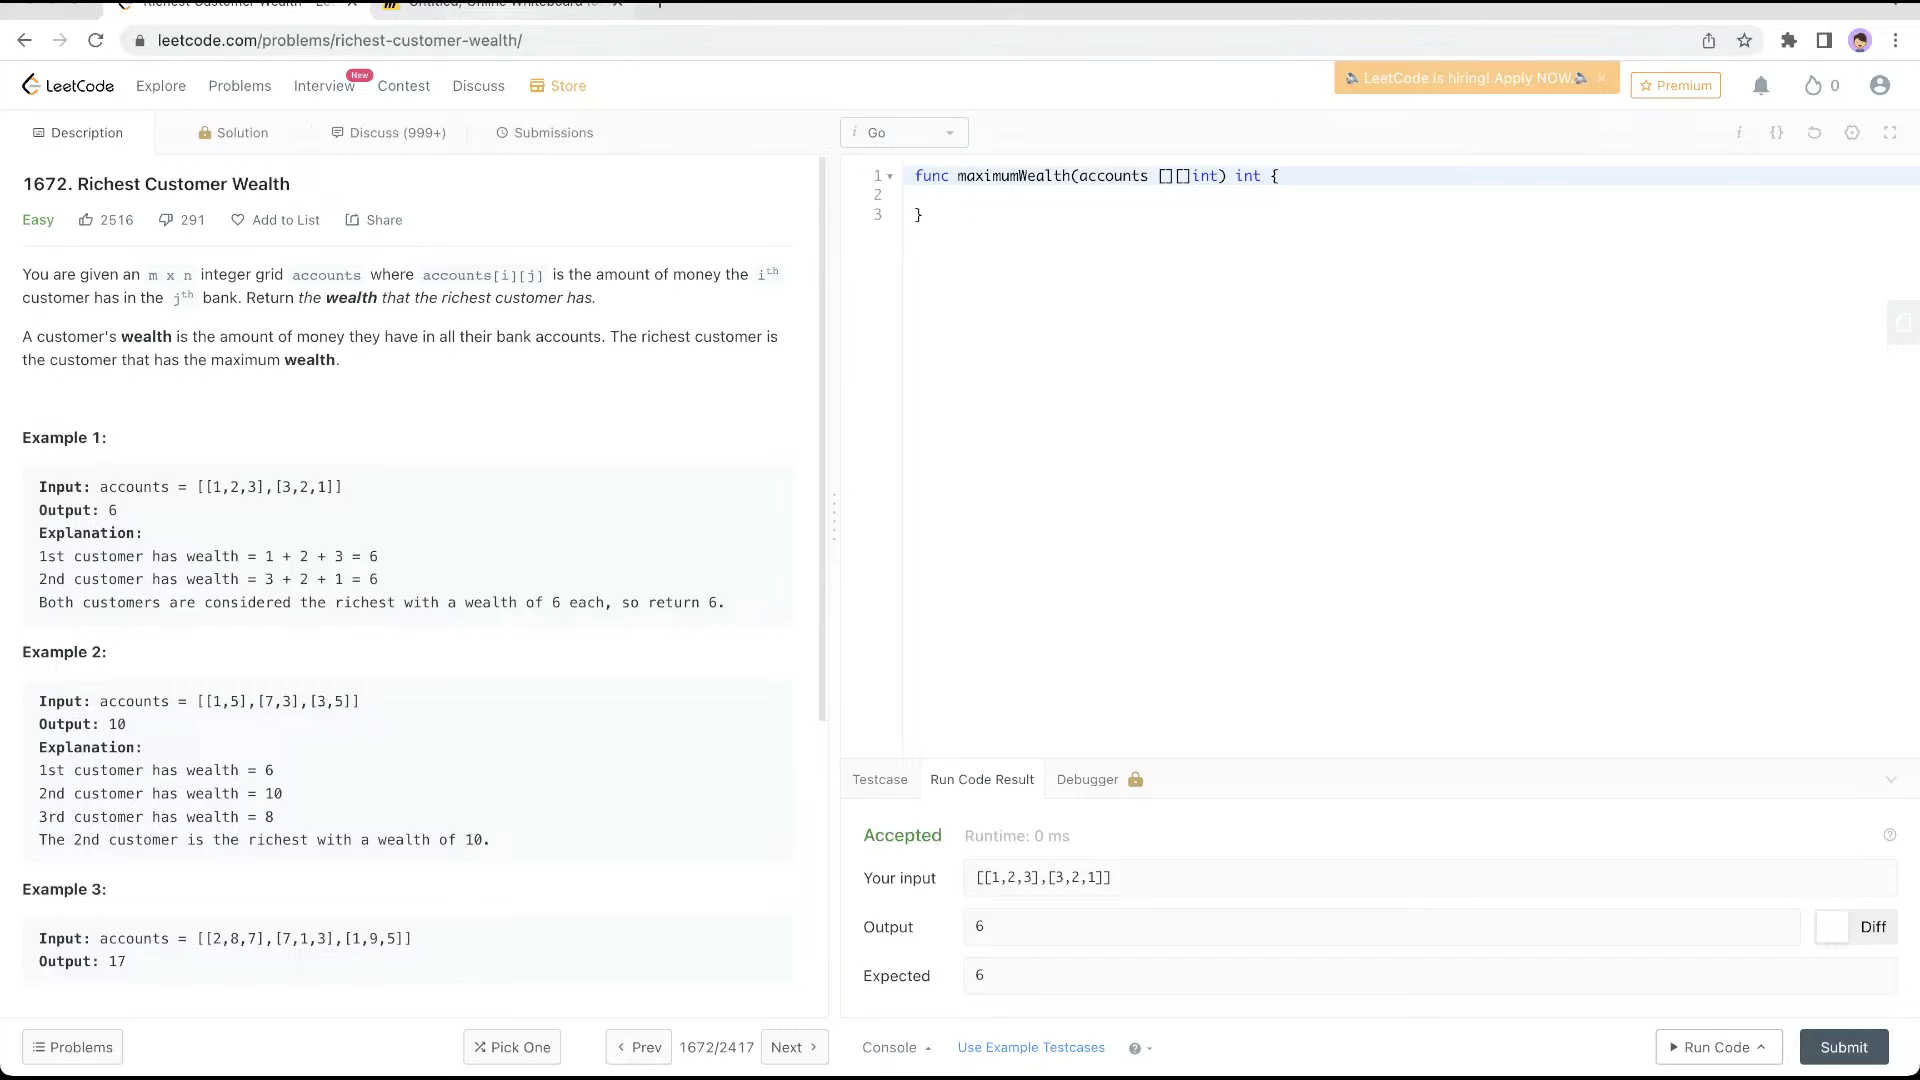 leetcode.com/problems/richest-customer-wealth/
LeetCode Explore Problems Interview New Contest Discuss Store LeetCode is hiring! Apply NOW. × Premium 0
Description Solution Discuss (999+) Submissions
i Go
1672. Richest Customer Wealth
Easy 2516 291 Add to List Share
You are given an m x n integer grid accounts where accounts[i][j] is the amount of money the iᵗʰ
customer has in the jᵗʰ bank. Return the wealth that the richest customer has.
A customer's wealth is the amount of money they have in all their bank accounts. The richest customer is
the customer that has the maximum wealth.
Example 1:
Input: accounts = [[1,2,3],[3,2,1]]
Output: 6
Explanation:
1st customer has wealth = 1 + 2 + 3 = 6
2nd customer has wealth = 3 + 2 + 1 = 6
Both customers are considered the richest with a wealth of 6 each, so return 6.
Example 2:
Input: accounts = [[1,5],[7,3],[3,5]]
Output: 10
Explanation:
1st customer has wealth = 6
2nd customer has wealth = 10
3rd customer has wealth = 8
The 2nd customer is the richest with a wealth of 10.
Example 3:
Input: accounts = [[2,8,7],[7,1,3],[1,9,5]]
Output: 17
Problems Pick One < Prev 1672/2417 Next >
1 func maximumWealth(accounts [][]int) int {
2
3 }
Testcase Run Code Result Debugger
Accepted Runtime: 0 ms
Your input [[1,2,3],[3,2,1]]
Output 6 Diff
Expected 6
Console Use Example Testcases Run Code Submit